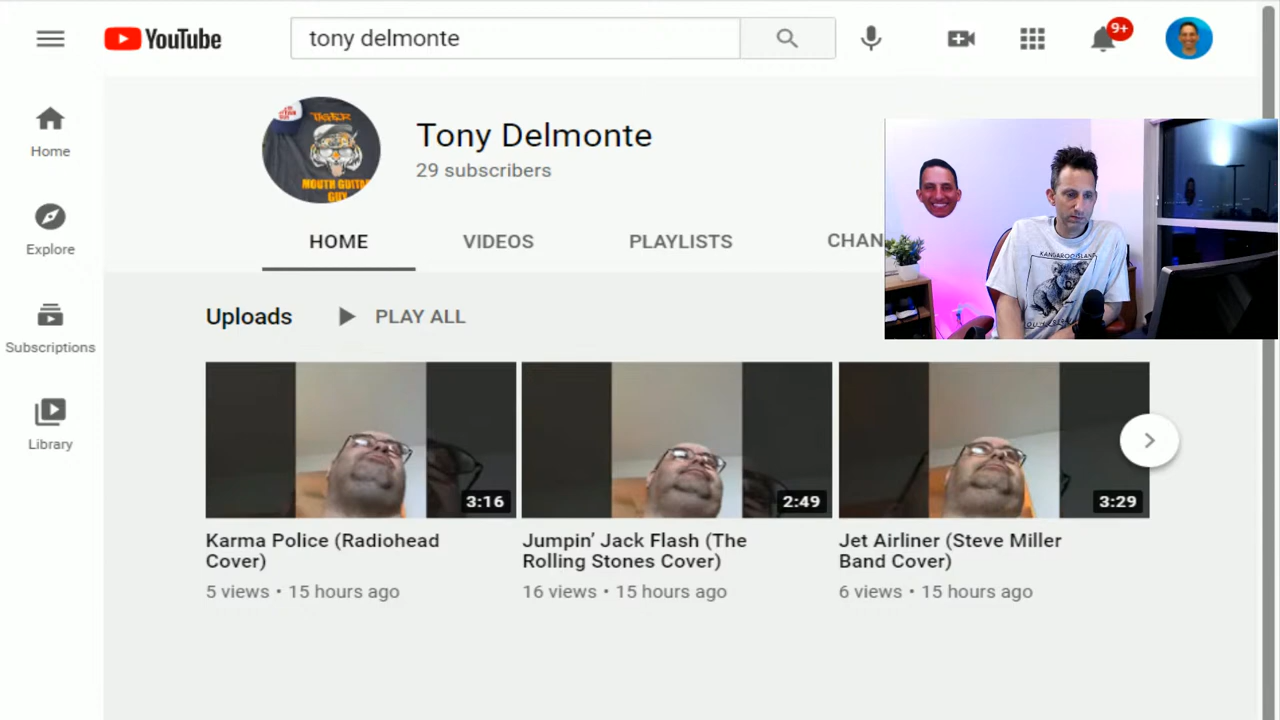 YouTube
tony delmonte
9+
Home
Explore
Subscriptions
Library
TIGER
MOUTH GUITAR
GUY
Tony Delmonte
29 subscribers
HOME
VIDEOS
PLAYLISTS
CHAN
KANGAROO ISLAND
Uploads
PLAY ALL
3:16
2:49
3:29
Karma Police (Radiohead
Cover)
5 views • 15 hours ago
Jumpin’ Jack Flash (The
Rolling Stones Cover)
16 views • 15 hours ago
Jet Airliner (Steve Miller
Band Cover)
6 views • 15 hours ago